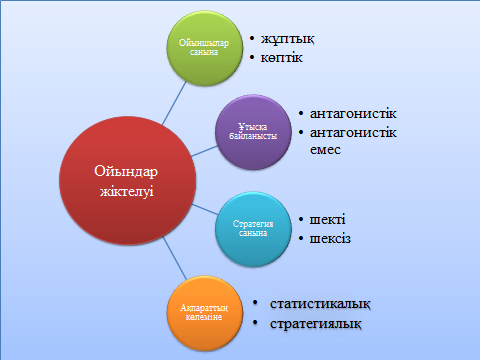 Ойыншылар
санына
• жұптық
• көптік
Ұтысқа
байланысты
• антагонистік
• антагонистік
емес
Ойындар
жіктелуі
Стратегия
санына
• шекті
• шексіз
Ақпараттың
көлеміне
• статистикалық
• стратегиялық